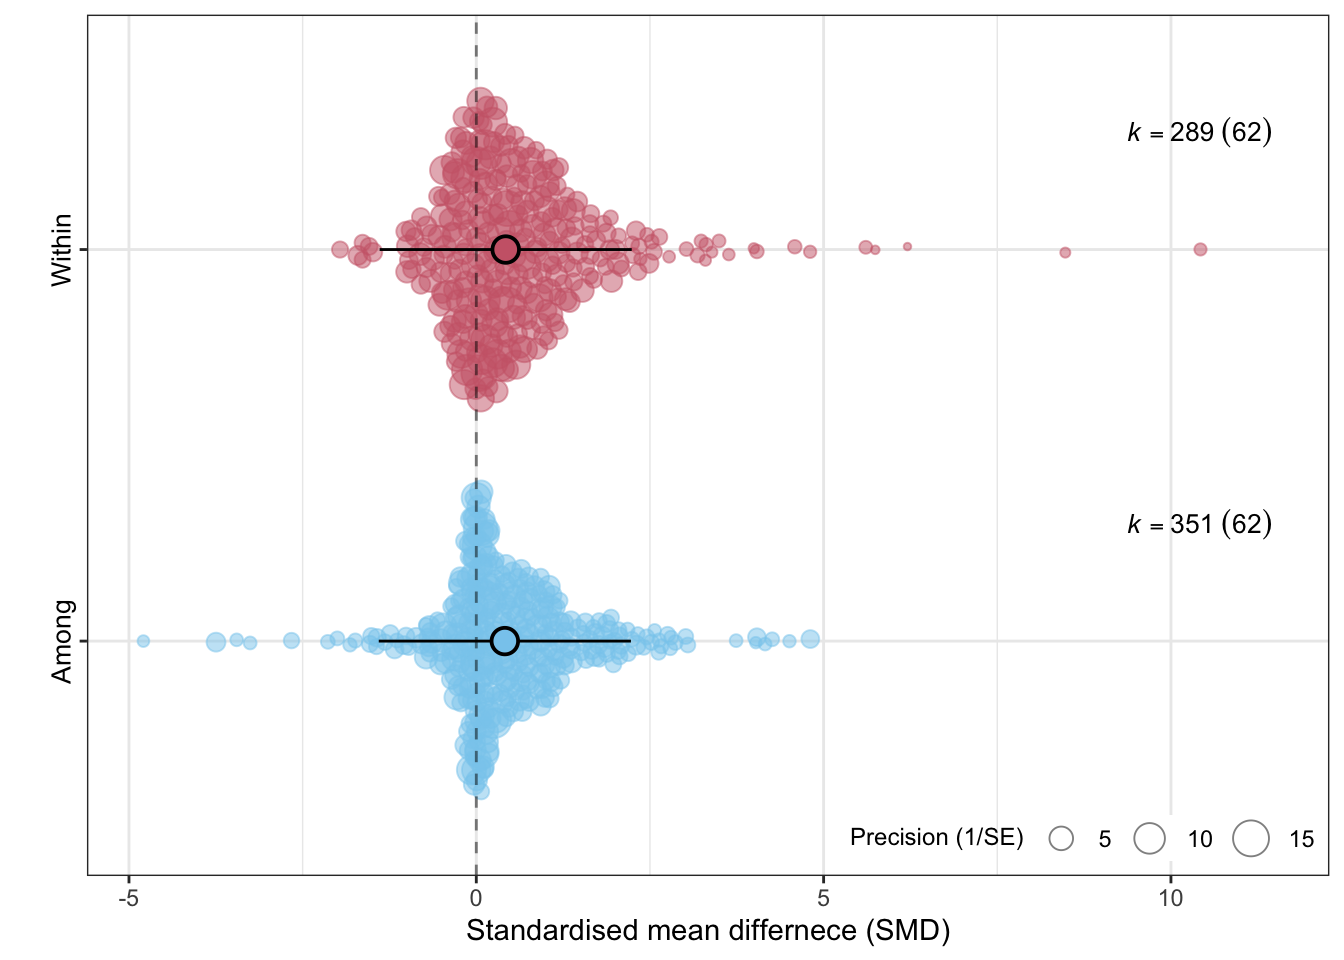 k = 289 (62)
Within
k = 351 (62)
Among
Precision (1/SE) 5 10 15
-5 0 5 10
Standardised mean differnece (SMD)